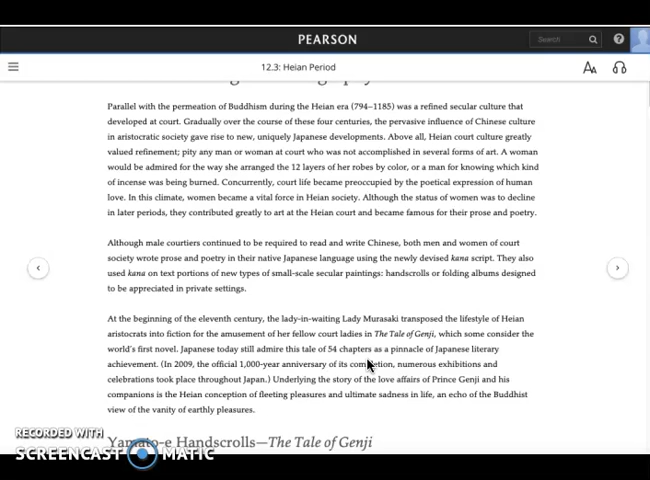 PEARSON
Search
12.3: Heian Period
AA
Parallel with the permeation of Buddhism during the Heian era (794–1185) was a refined secular culture that
developed at court. Gradually over the course of these four centuries, the pervasive influence of Chinese culture
in aristocratic society gave rise to new, uniquely Japanese developments. Above all, Heian court culture greatly
valued refinement; pity any man or woman at court who was not accomplished in several forms of art. A woman
would be admired for the way she arranged the 12 layers of her robes by color, or a man for knowing which kind
of incense was being burned. Concurrently, court life became preoccupied by the poetical expression of human
love. In this climate, women became a vital force in Heian society. Although the status of women was to decline
in later periods, they contributed greatly to art at the Heian court and became famous for their prose and poetry.
Although male courtiers continued to be required to read and write Chinese, both men and women of court
society wrote prose and poetry in their native Japanese language using the newly devised kana script. They also
used kana on text portions of new types of small-scale secular paintings: handscrolls or folding albums designed
to be appreciated in private settings.
At the beginning of the eleventh century, the lady-in-waiting Lady Murasaki transposed the lifestyle of Heian
aristocrats into fiction for the amusement of her fellow court ladies in The Tale of Genji, which some consider the
world's first novel. Japanese today still admire this tale of 54 chapters as a pinnacle of Japanese literary
achievement. (In 2009, the official 1,000-year anniversary of its completion, numerous exhibitions and
celebrations took place throughout Japan.) Underlying the story of the love affairs of Prince Genji and his
companions is the Heian conception of fleeting pleasures and ultimate sadness in life, an echo of the Buddhist
view of the vanity of earthly pleasures.
Yamato-e Handscrolls—The Tale of Genji
RECORDED WITH
SCREENCAST MATIC